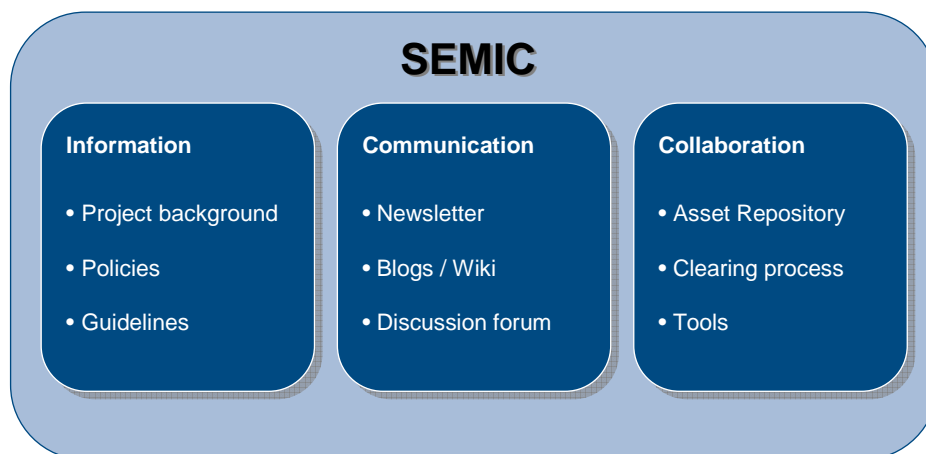 SEMIC
Information
• Project background
• Policies
• Guidelines
Communication
• Newsletter
• Blogs / Wiki
• Discussion forum
Collaboration
• Asset Repository
• Clearing process
• Tools